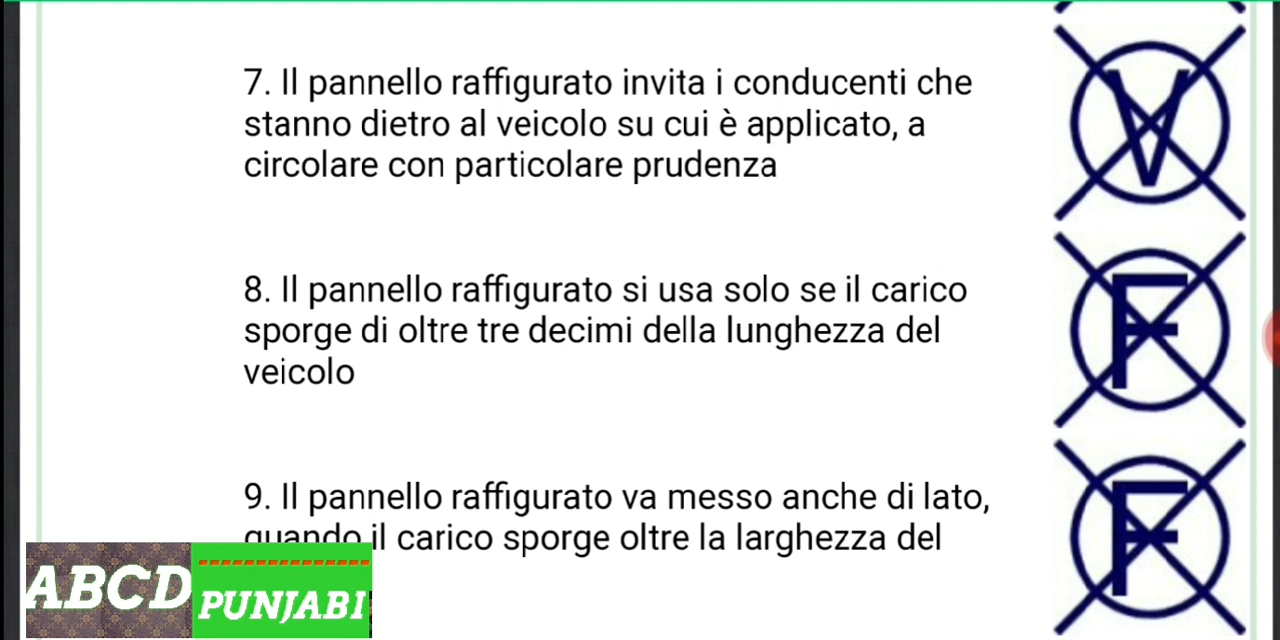 7. Il pannello raffigurato invita i conducenti che
stanno dietro al veicolo su cui è applicato, a
circolare con particolare prudenza
V
8. Il pannello raffigurato si usa solo se il carico
sporge di oltre tre decimi della lunghezza del
veicolo
F
9. Il pannello raffigurato va messo anche di lato,
quando il carico sporge oltre la larghezza del
F
ABCD PUNJABI